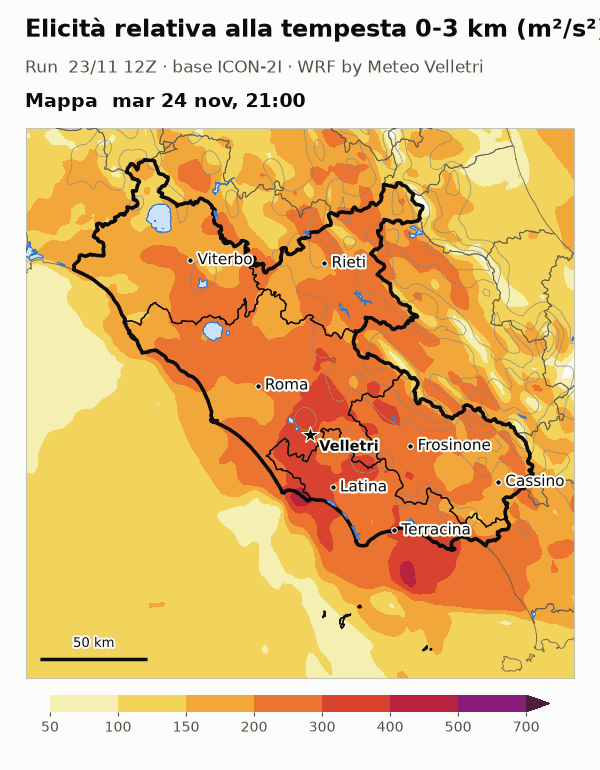 Elicità relativa alla tempesta 0-3 km (m²/s²)
Run 23/11 12Z · base ICON-2I · WRF by Meteo Velletri
Mappa mar 24 nov, 21:00
Viterbo
Rieti
Roma
Velletri
Frosinone
Latina
Cassino
Terracina
50 km
50 100 150 200 300 400 500 700